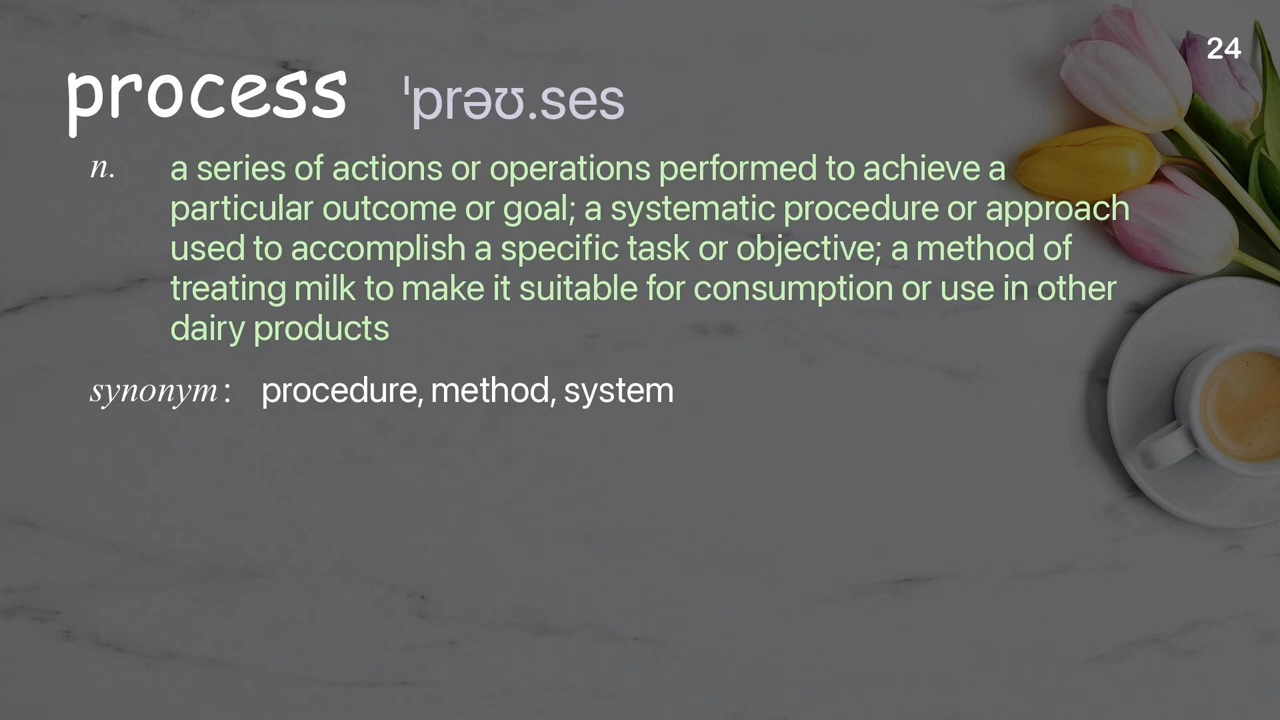 24
process ˈprəʊ.ses
n. a series of actions or operations performed to achieve a
particular outcome or goal; a systematic procedure or approach
used to accomplish a specific task or objective; a method of
treating milk to make it suitable for consumption or use in other
dairy products
synonym: procedure, method, system